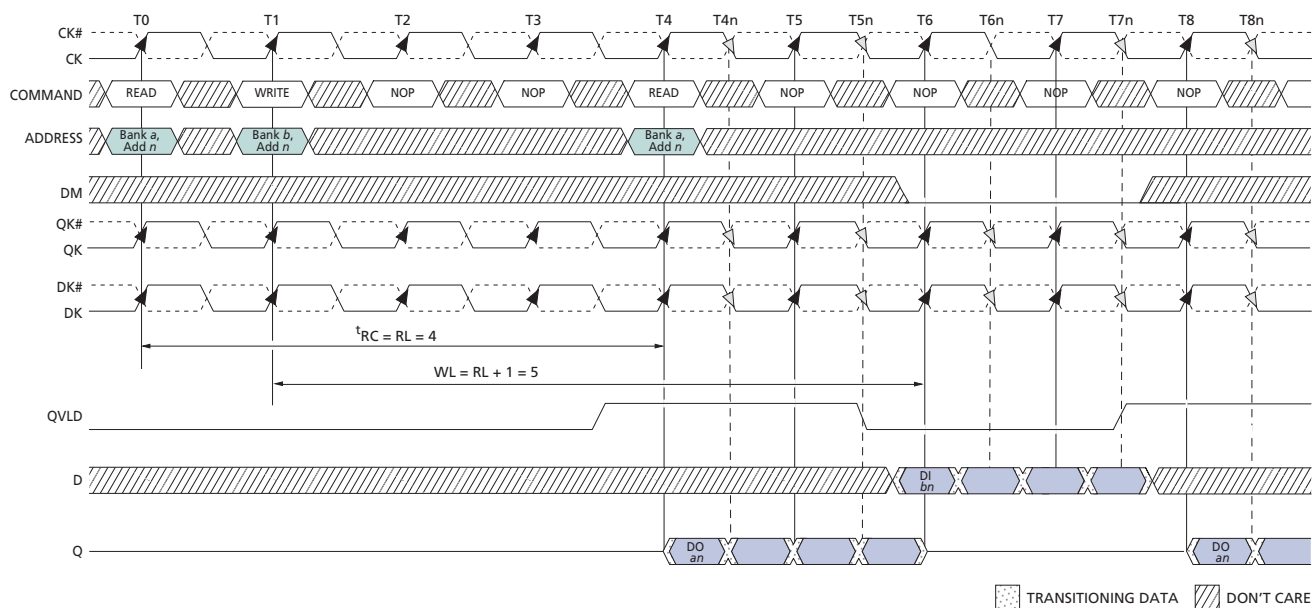 T0 T1 T2 T3 T4 T4n T5 T5n T6 T6n T7 T7n T8 T8n
CK#
CK
COMMAND READ WRITE NOP NOP READ NOP NOP NOP NOP
ADDRESS Bank a, Add n Bank b, Add n Bank a, Add n
DM
QK#
QK
DK#
DK
tRC = RL = 4
WL = RL + 1 = 5
QVLD
D DI bn
Q DO an DO an
TRANSITIONING DATA DON'T CARE